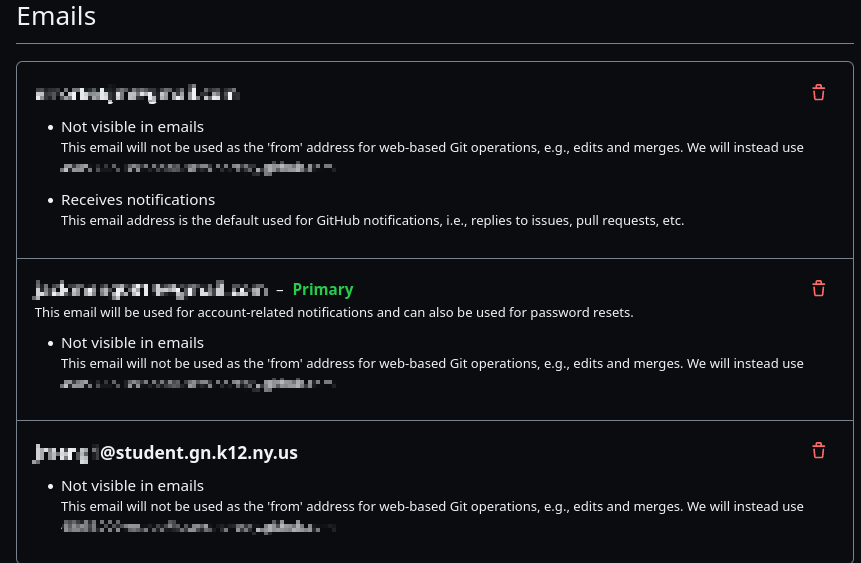 Emails
• Not visible in emails
This email will not be used as the 'from' address for web-based Git operations, e.g., edits and merges. We will instead use
• Receives notifications
This email address is the default used for GitHub notifications, i.e., replies to issues, pull requests, etc.
– Primary
This email will be used for account-related notifications and can also be used for password resets.
• Not visible in emails
This email will not be used as the 'from' address for web-based Git operations, e.g., edits and merges. We will instead use
@student.gn.k12.ny.us
• Not visible in emails
This email will not be used as the 'from' address for web-based Git operations, e.g., edits and merges. We will instead use